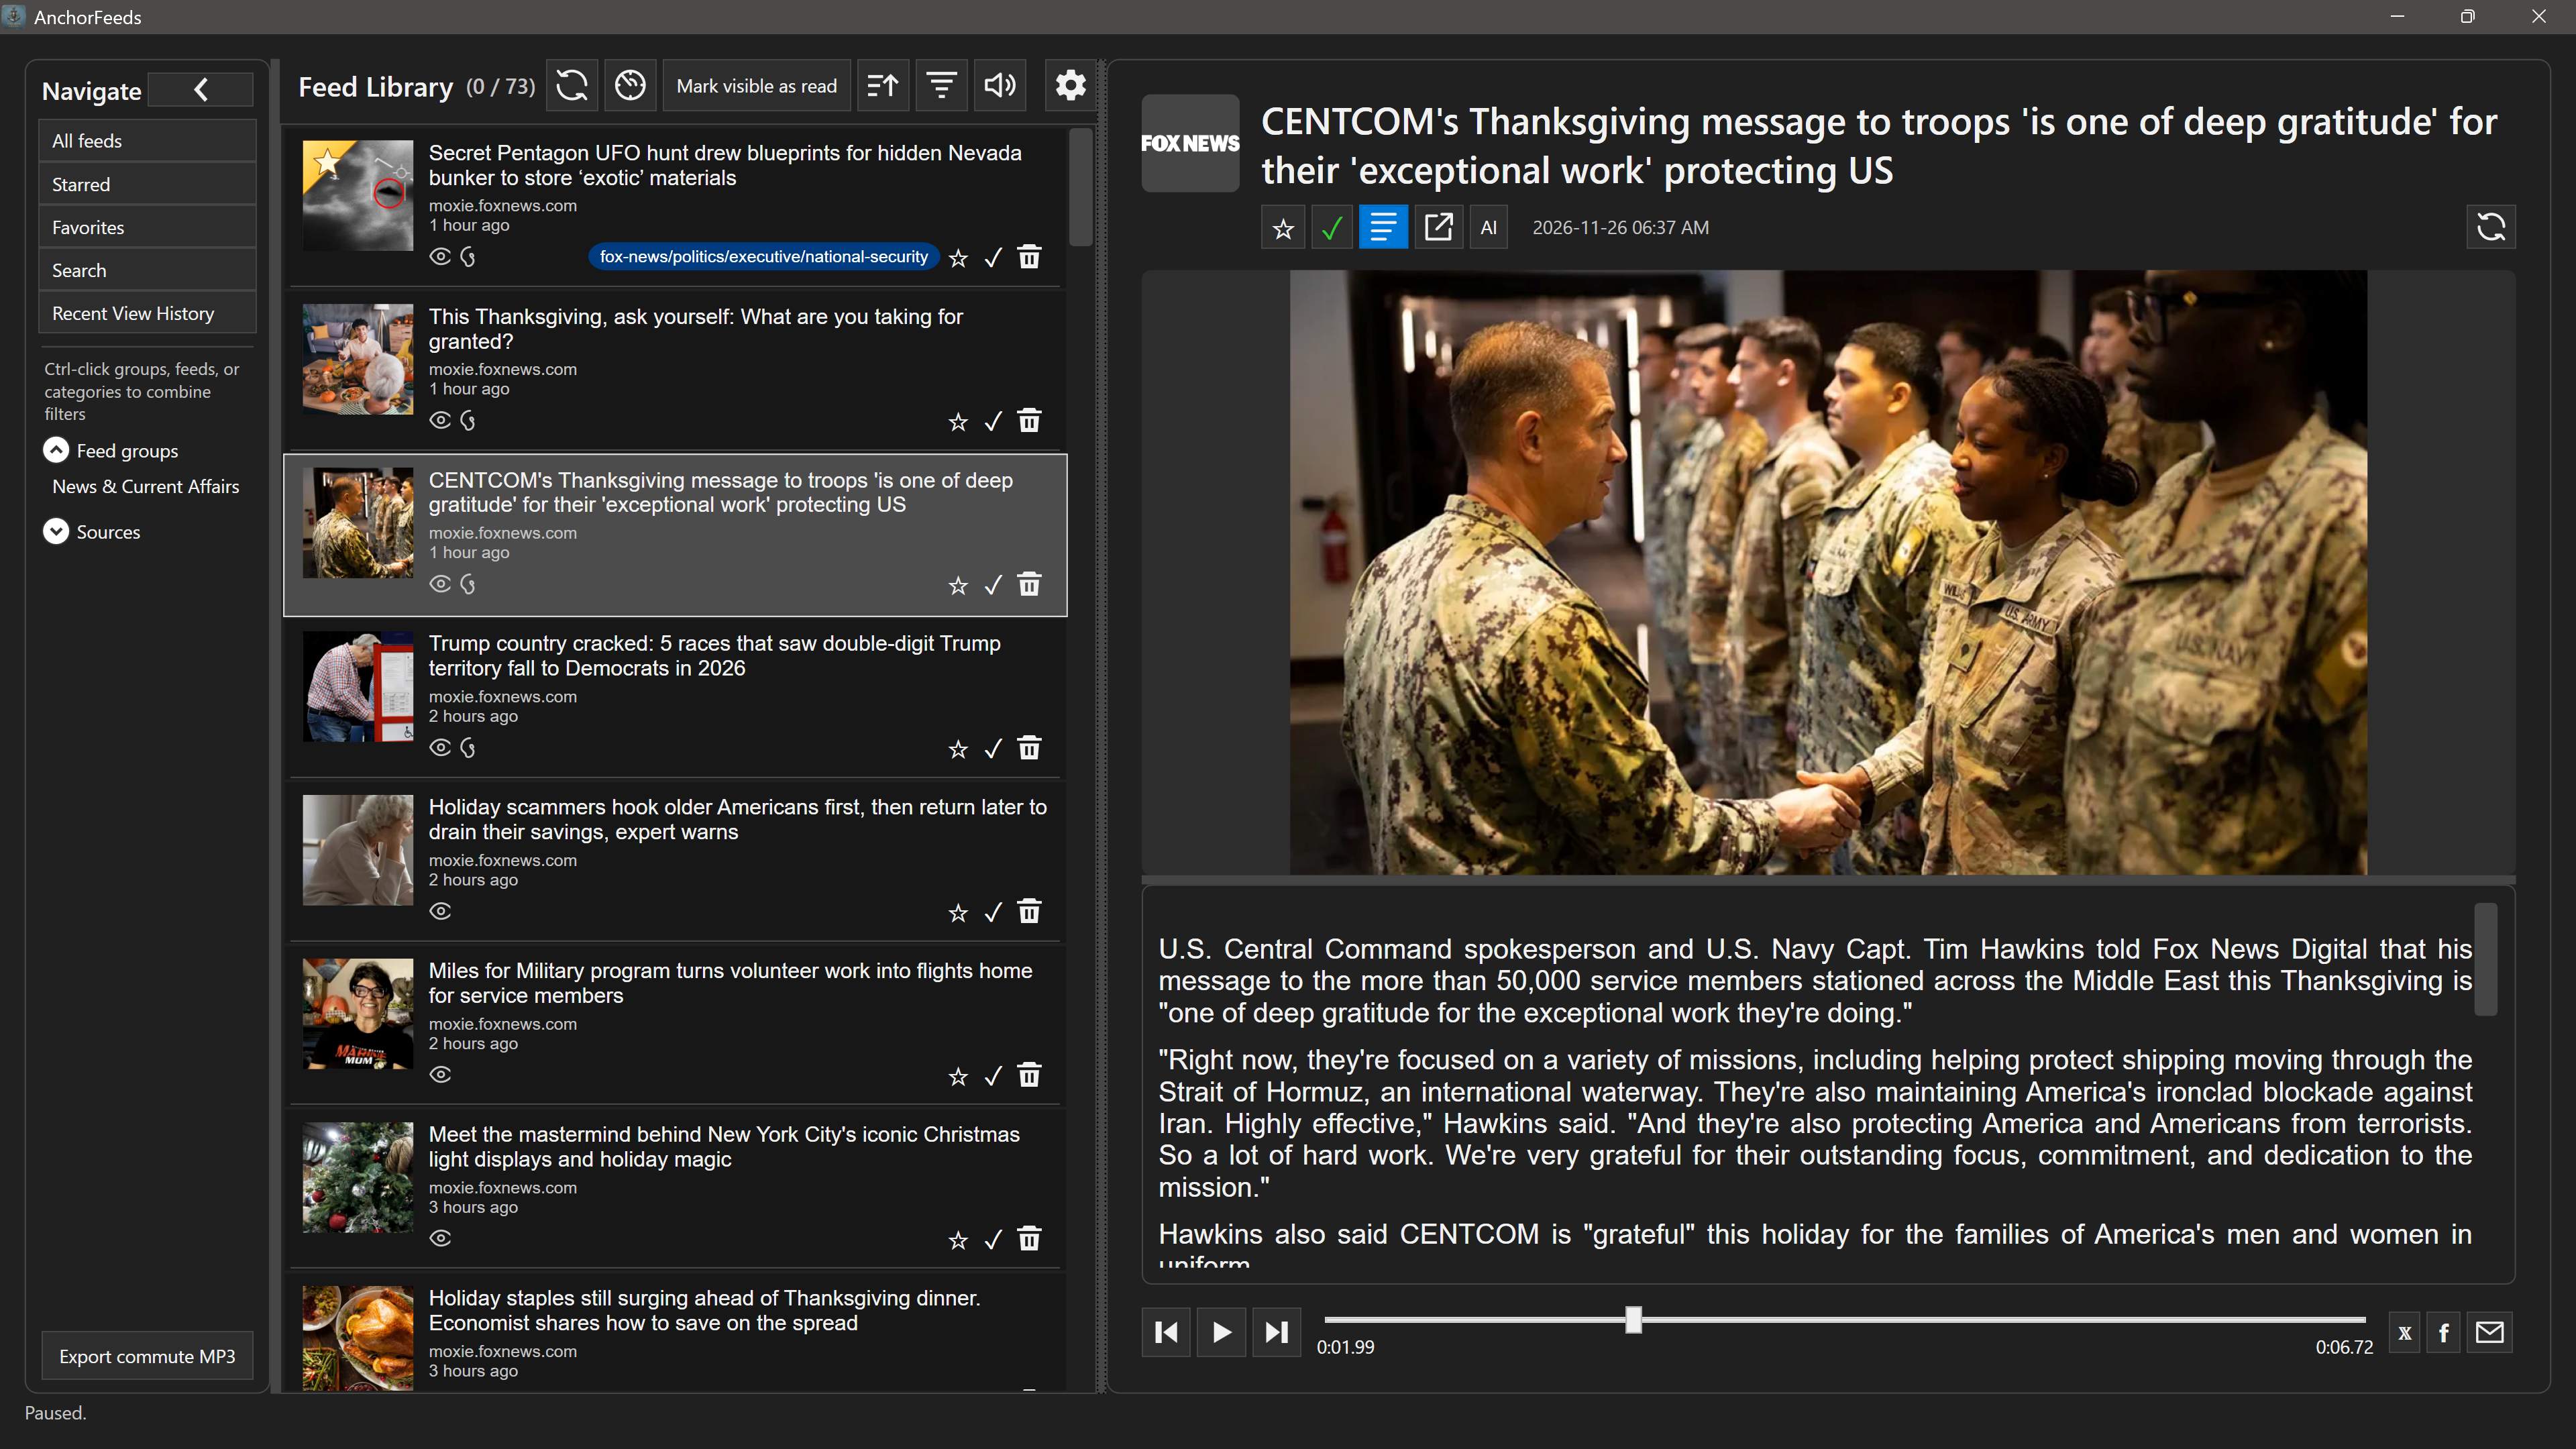 AnchorFeeds
Navigate
All feeds
Starred
Favorites
Search
Recent View History
Ctrl-click groups, feeds, or
categories to combine
filters
Feed groups
News & Current Affairs
Sources
Export commute MP3
Paused.
Feed Library (0 / 73)
Mark visible as read
Secret Pentagon UFO hunt drew blueprints for hidden Nevada
bunker to store ‘exotic’ materials
moxie.foxnews.com
1 hour ago
fox-news/politics/executive/national-security
This Thanksgiving, ask yourself: What are you taking for
granted?
moxie.foxnews.com
1 hour ago
CENTCOM's Thanksgiving message to troops 'is one of deep
gratitude' for their 'exceptional work' protecting US
moxie.foxnews.com
1 hour ago
Trump country cracked: 5 races that saw double-digit Trump
territory fall to Democrats in 2026
moxie.foxnews.com
2 hours ago
Holiday scammers hook older Americans first, then return later to
drain their savings, expert warns
moxie.foxnews.com
2 hours ago
Miles for Military program turns volunteer work into flights home
for service members
moxie.foxnews.com
2 hours ago
MOM
Meet the mastermind behind New York City's iconic Christmas
light displays and holiday magic
moxie.foxnews.com
3 hours ago
Holiday staples still surging ahead of Thanksgiving dinner.
Economist shares how to save on the spread
moxie.foxnews.com
3 hours ago
FOX NEWS
CENTCOM's Thanksgiving message to troops 'is one of deep gratitude' for
their 'exceptional work' protecting US
AI
2026-11-26 06:37 AM
U.S. ARMY
U.S. NAVY
U.S. Central Command spokesperson and U.S. Navy Capt. Tim Hawkins told Fox News Digital that his
message to the more than 50,000 service members stationed across the Middle East this Thanksgiving is
"one of deep gratitude for the exceptional work they're doing."
"Right now, they're focused on a variety of missions, including helping protect shipping moving through the
Strait of Hormuz, an international waterway. They're also maintaining America's ironclad blockade against
Iran. Highly effective," Hawkins said. "And they're also protecting America and Americans from terrorists.
So a lot of hard work. We're very grateful for their outstanding focus, commitment, and dedication to the
mission."
Hawkins also said CENTCOM is "grateful" this holiday for the families of America's men and women in
uniform
0:01.99
0:06.72
X
f